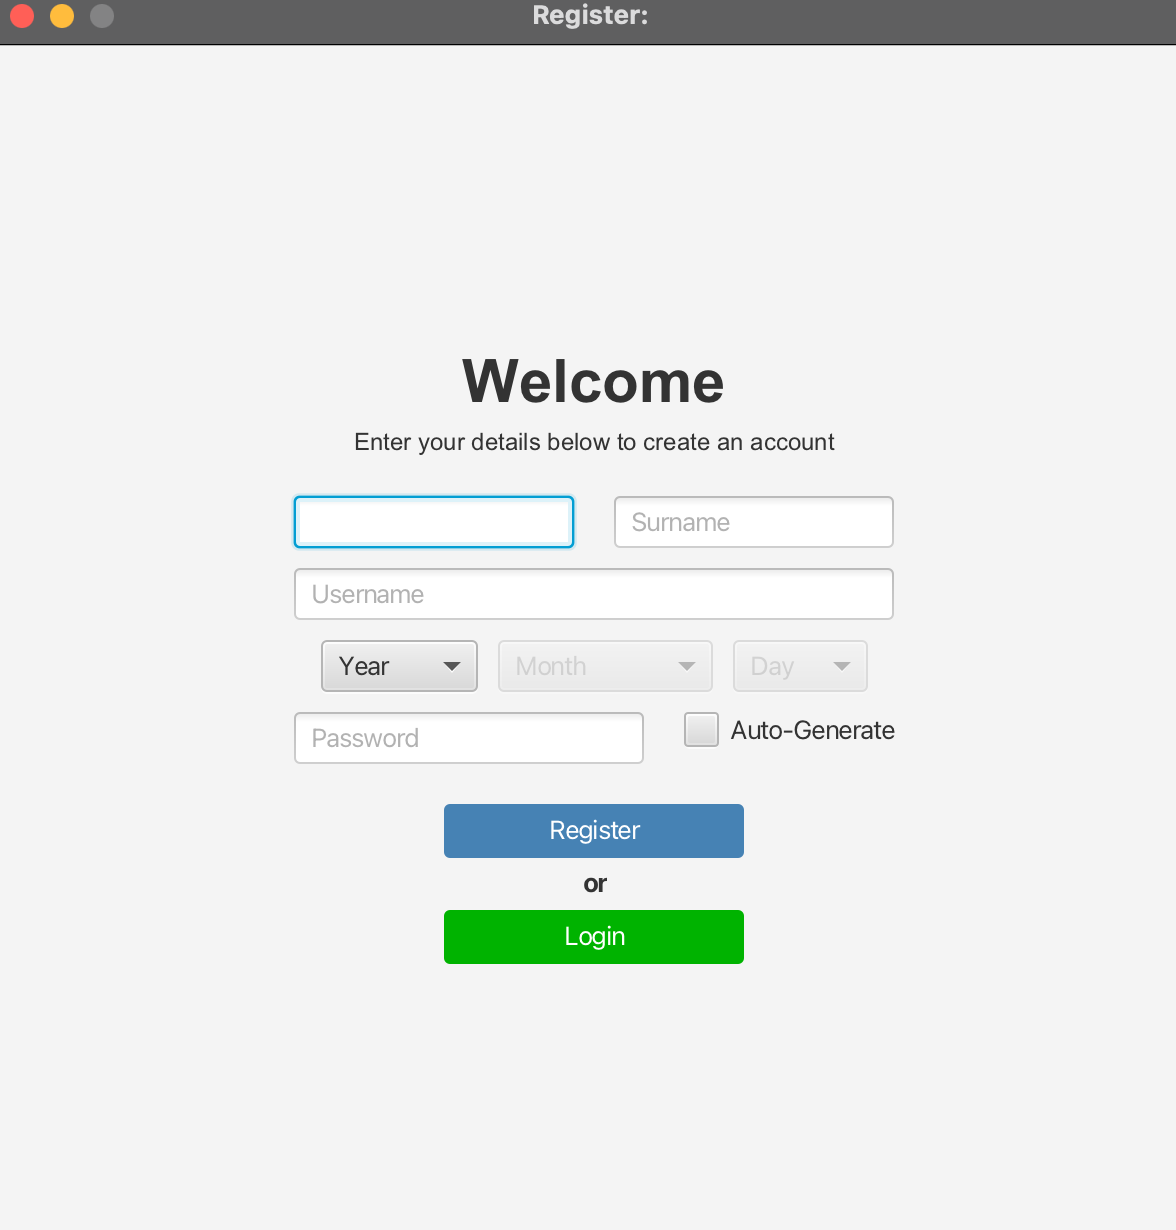 Register:
Welcome
Enter your details below to create an account
Surname
Username
Year Month Day
Password Auto-Generate
Register
or
Login